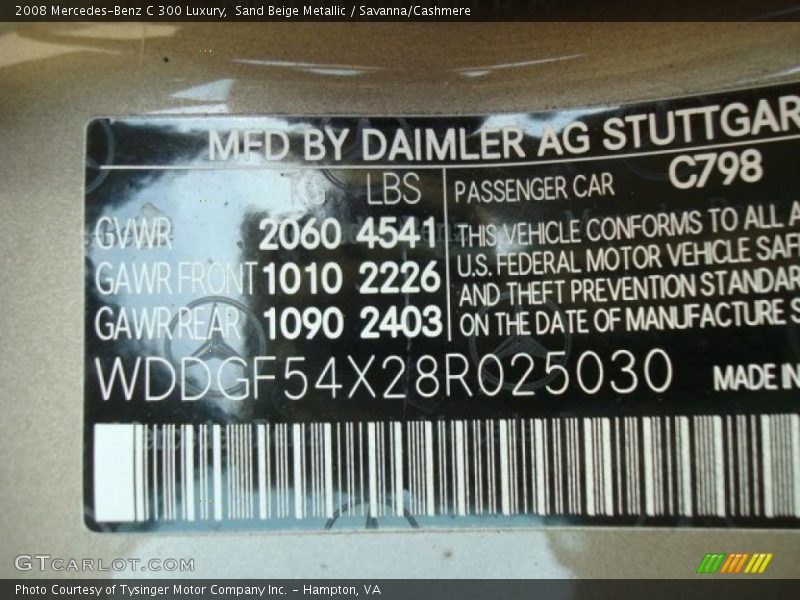 2008 Mercedes-Benz C 300 Luxury, Sand Beige Metallic / Savanna/Cashmere
MFD BY DAIMLER AG STUTTGAR
KG LBS PASSENGER CAR C798
GVWR 2060 4541 THIS VEHICLE CONFORMS TO ALL A
GAWR FRONT 1010 2226 U.S. FEDERAL MOTOR VEHICLE SAF
AND THEFT PREVENTION STANDAR
GAWR REAR 1090 2403 ON THE DATE OF MANUFACTURE S
WDDGF54X28R025030 MADE IN
GTCARLOT.COM
Photo Courtesy of Tysinger Motor Company Inc. - Hampton, VA